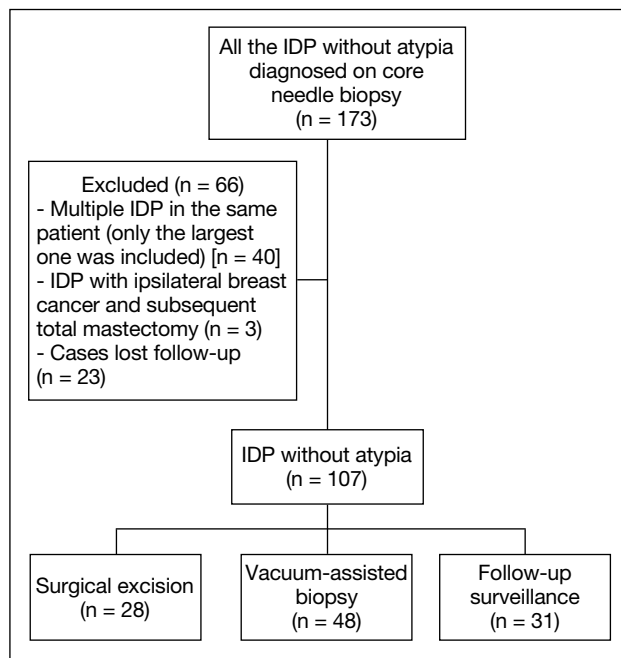 All the IDP without atypia
diagnosed on core
needle biopsy
(n = 173)
Excluded (n = 66)
- Multiple IDP in the same
patient (only the largest
one was included) [n = 40]
- IDP with ipsilateral breast
cancer and subsequent
total mastectomy (n = 3)
- Cases lost follow-up
(n = 23)
IDP without atypia
(n = 107)
Surgical excision
(n = 28)
Vacuum-assisted
biopsy
(n = 48)
Follow-up
surveillance
(n = 31)